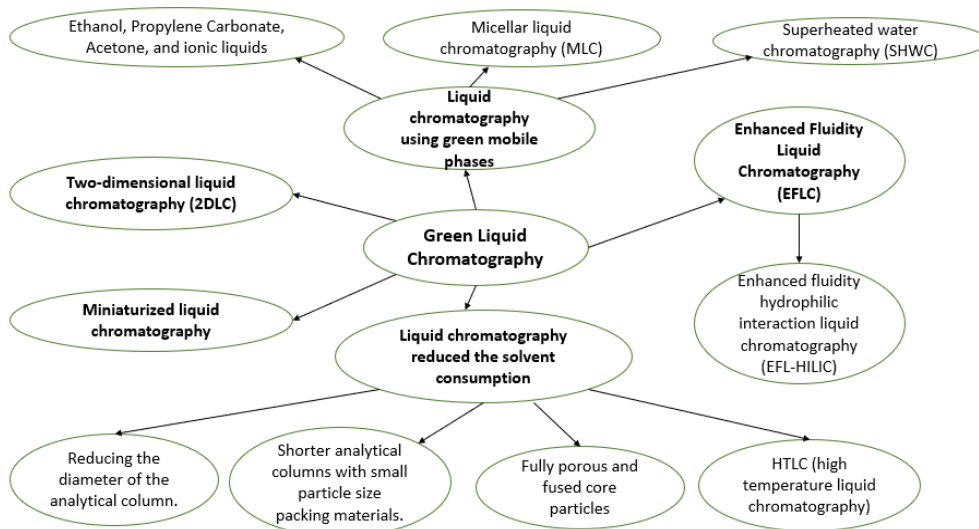 Ethanol, Propylene Carbonate,
Acetone, and ionic liquids
Micellar liquid
chromatography (MLC)
Superheated water
chromatography (SHWC)
Liquid
chromatography
using green mobile
phases
Enhanced Fluidity
Liquid
Chromatography
(EFLC)
Two-dimensional liquid
chromatography (2DLC)
Green Liquid
Chromatography
Miniaturized liquid
chromatography
Enhanced fluidity
hydrophilic
interaction liquid
chromatography
(EFL-HILIC)
Liquid chromatography
reduced the solvent
consumption
Reducing the
diameter of the
analytical column.
Shorter analytical
columns with small
particle size
packing materials.
Fully porous and
fused core
particles
HTLC (high
temperature liquid
chromatography)